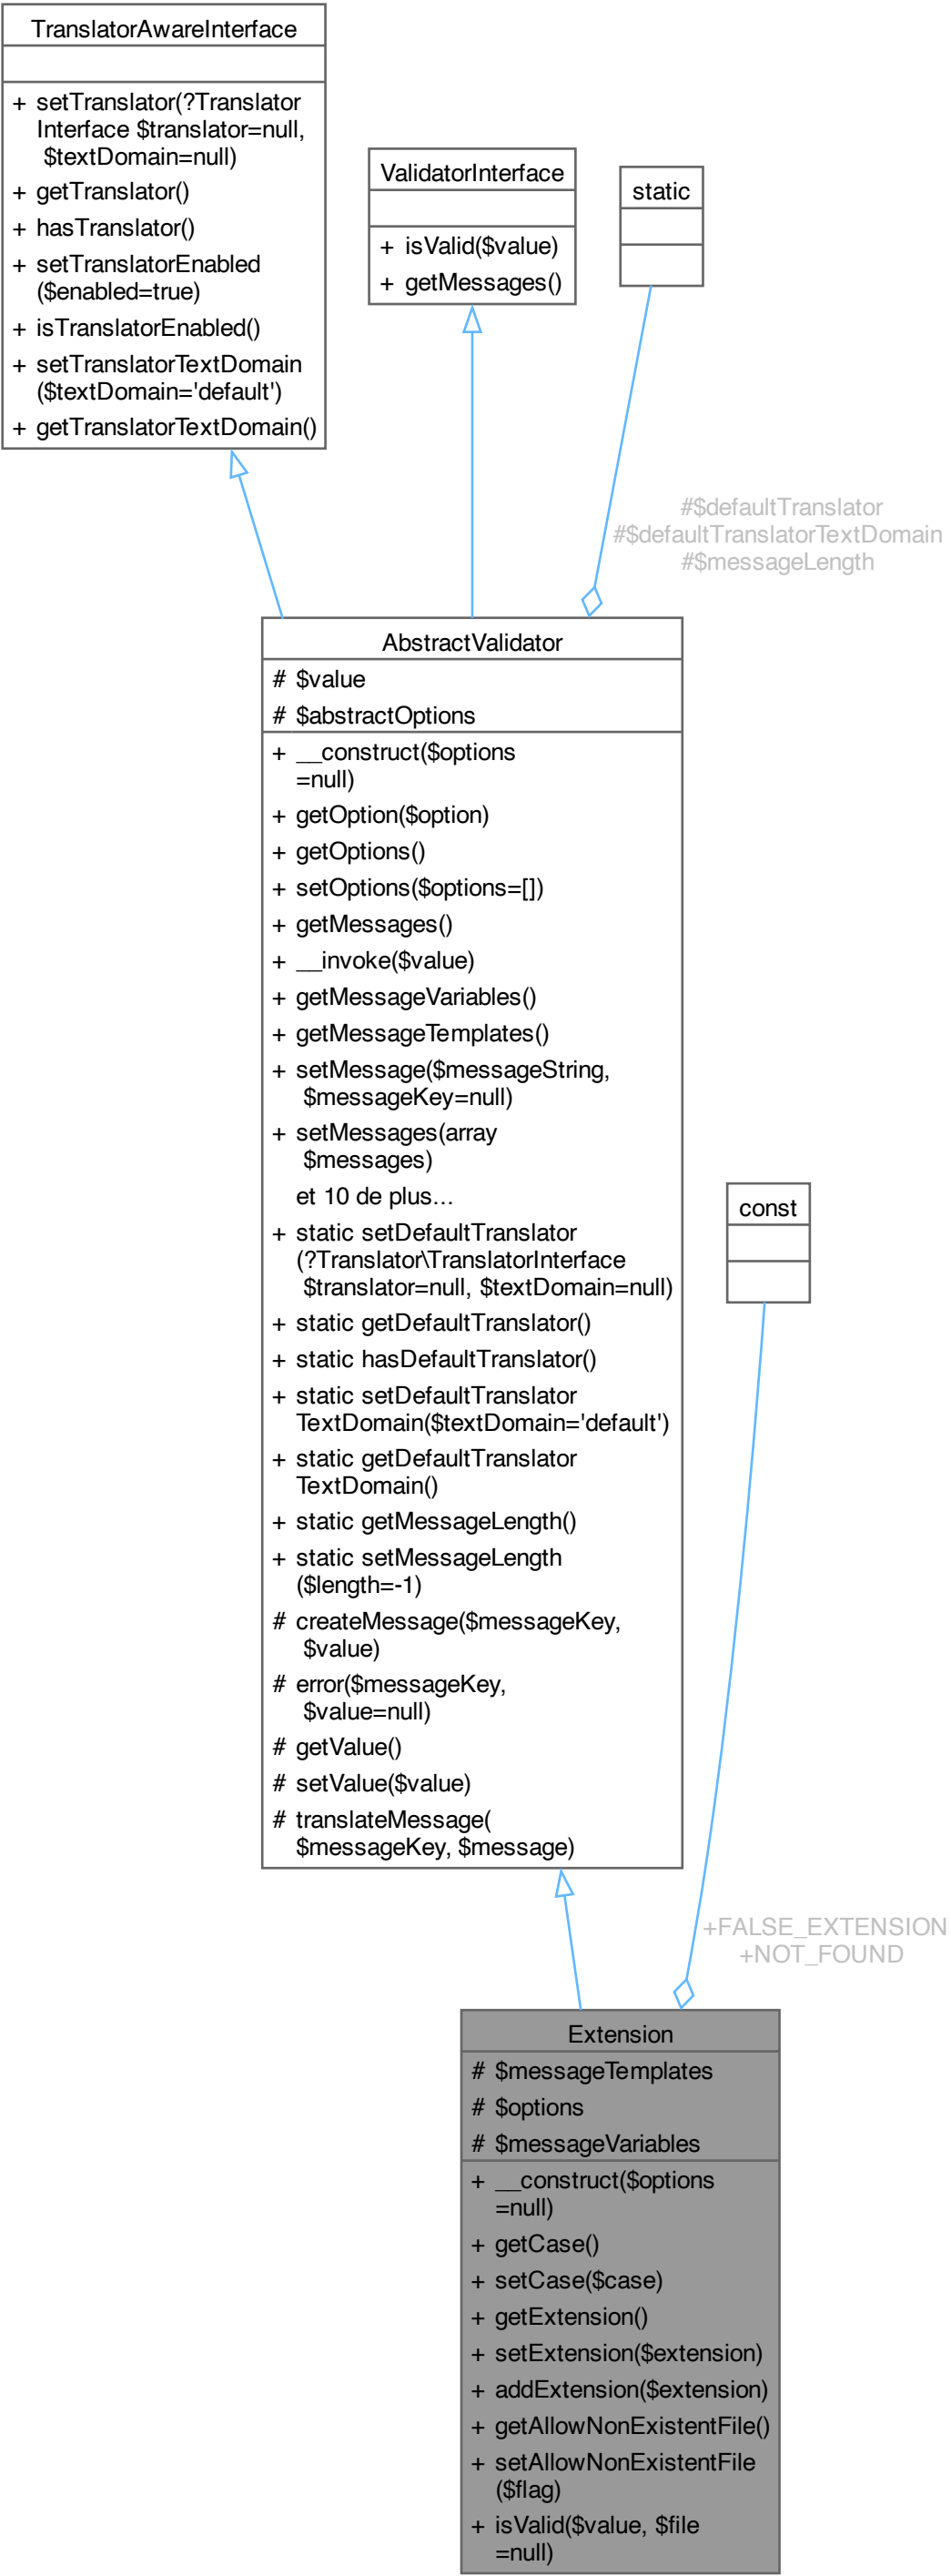 TranslatorAwareInterface
+ setTranslator(?Translator
Interface $translator=null,
$textDomain=null)
+ getTranslator()
+ hasTranslator()
+ setTranslatorEnabled
($enabled=true)
+ isTranslatorEnabled()
+ setTranslatorTextDomain
($textDomain='default')
+ getTranslatorTextDomain()
ValidatorInterface
+ isValid($value)
+ getMessages()
static
#$defaultTranslator
#$defaultTranslatorTextDomain
#$messageLength
AbstractValidator
# $value
# $abstractOptions
+ __construct($options
=null)
+ getOption($option)
+ getOptions()
+ setOptions($options=[])
+ getMessages()
+ __invoke($value)
+ getMessageVariables()
+ getMessageTemplates()
+ setMessage($messageString,
$messageKey=null)
+ setMessages(array
$messages)
et 10 de plus...
+ static setDefaultTranslator
(?Translator\TranslatorInterface
$translator=null, $textDomain=null)
+ static getDefaultTranslator()
+ static hasDefaultTranslator()
+ static setDefaultTranslator
TextDomain($textDomain='default')
+ static getDefaultTranslator
TextDomain()
+ static getMessageLength()
+ static setMessageLength
($length=-1)
# createMessage($messageKey,
$value)
# error($messageKey,
$value=null)
# getValue()
# setValue($value)
# translateMessage(
$messageKey, $message)
const
+FALSE_EXTENSION
+NOT_FOUND
Extension
# $messageTemplates
# $options
# $messageVariables
+ __construct($options
=null)
+ getCase()
+ setCase($case)
+ getExtension()
+ setExtension($extension)
+ addExtension($extension)
+ getAllowNonExistentFile()
+ setAllowNonExistentFile
($flag)
+ isValid($value, $file
=null)